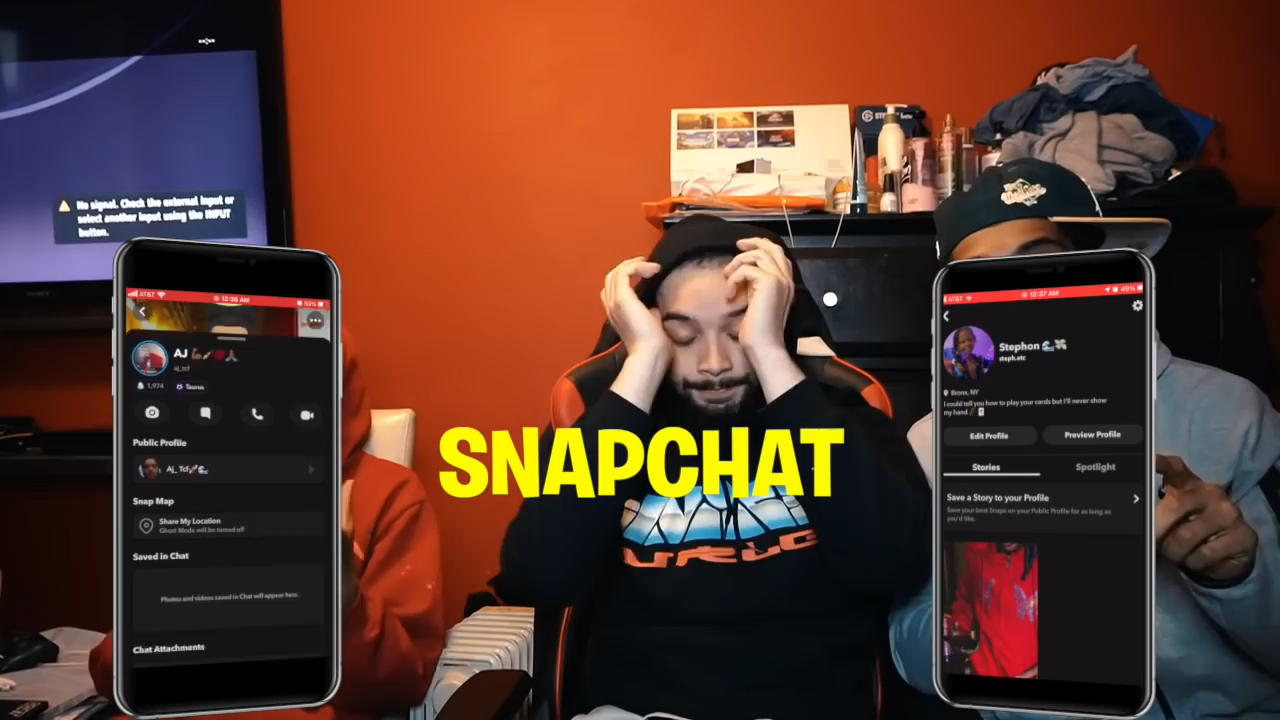 No signal. Check the external input or
select another input using the INPUT
button.
SONY
AT&T
12:36 AM
50%
AJ
aj_tcf
1,974
Taurus
Public Profile
Aj_Tcf
Snap Map
Share My Location
Ghost Mode will be turned off
Saved in Chat
Photos and videos saved in Chat will appear here.
Chat Attachments
SNAPCHAT
AT&T
12:37 AM
49%
Stephon
steph.etc
Bronx, NY
I could tell you how to play your cards but I'll never show
my hand
Edit Profile
Preview Profile
Stories
Spotlight
Save a Story to your Profile
Save your best Snaps on your Public Profile for as long as
you'd like.